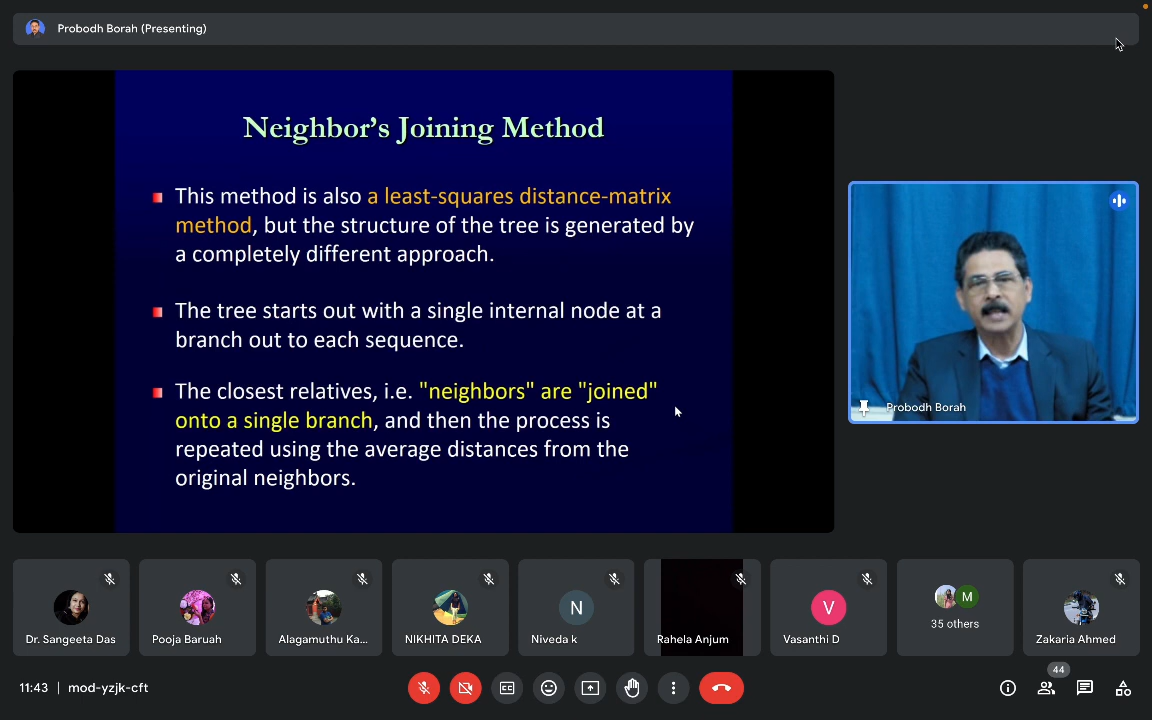 Probodh Borah (Presenting)
Neighbor's Joining Method
This method is also a least-squares distance-matrix
method, but the structure of the tree is generated by
a completely different approach.
The tree starts out with a single internal node at a
branch out to each sequence.
The closest relatives, i.e. "neighbors" are "joined"
onto a single branch, and then the process is
repeated using the average distances from the
original neighbors.
Probodh Borah
Dr. Sangeeta Das
Pooja Baruah
Alagamuthu Ka...
NIKHITA DEKA
N
Niveda k
Rahela Anjum
V
Vasanthi D
M
35 others
Zakaria Ahmed
11:43 | mod-yzjk-cft
CC
44